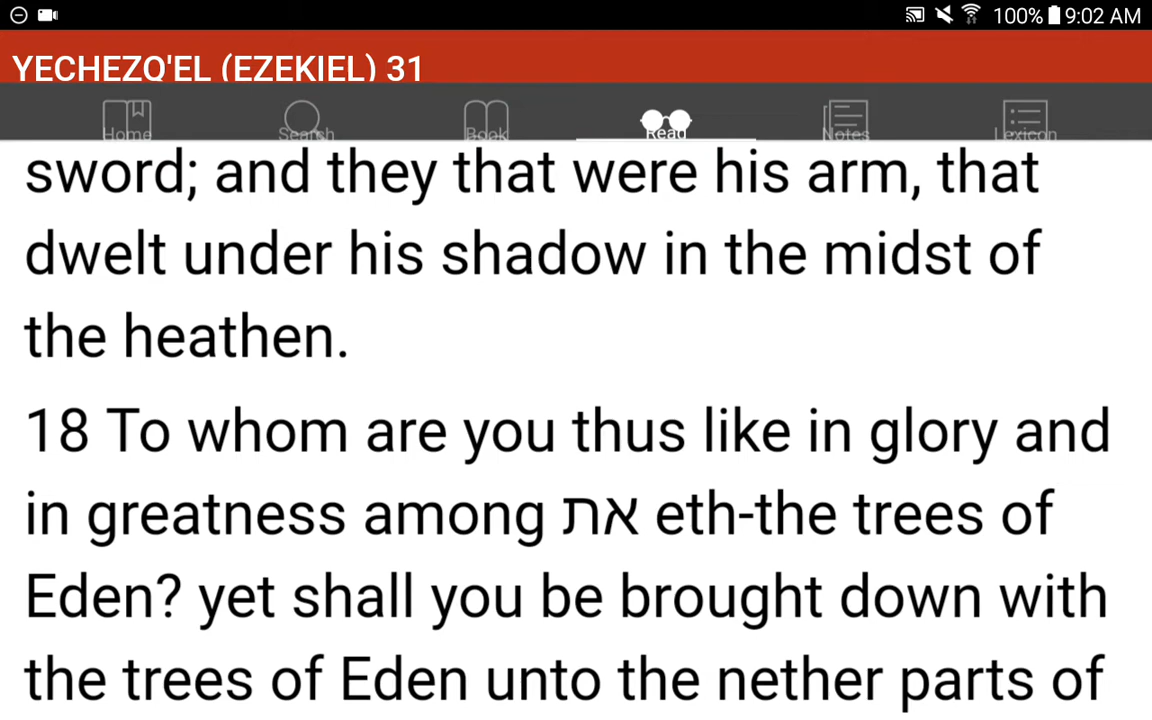 100% 9:02 AM
YECHEZQ'EL (EZEKIEL) 31
Home Search Book Read Notes Lexicon
sword; and they that were his arm, that
dwelt under his shadow in the midst of
the heathen.
18 To whom are you thus like in glory and
in greatness among את eth-the trees of
Eden? yet shall you be brought down with
the trees of Eden unto the nether parts of